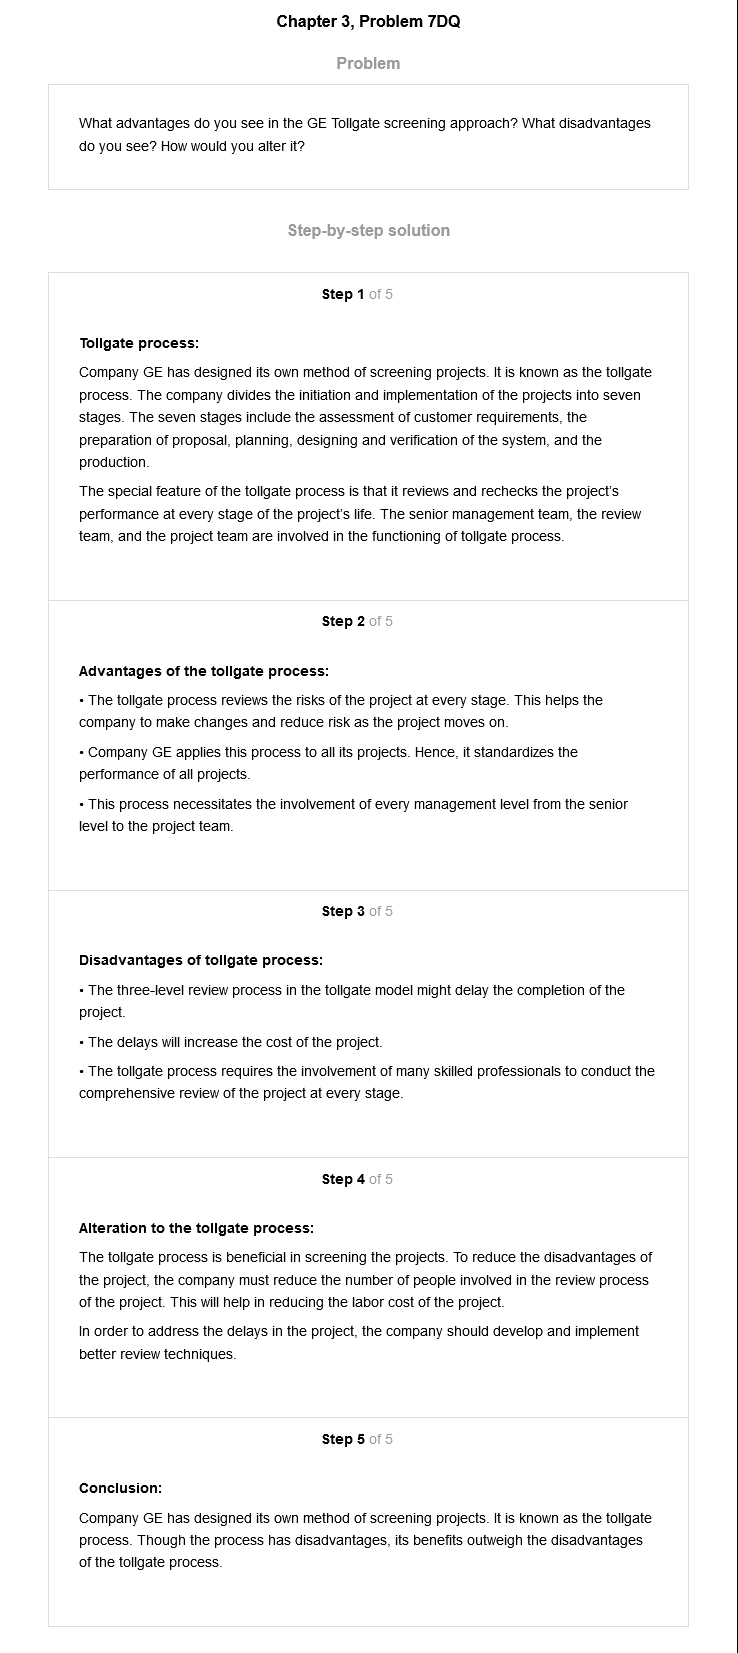 Chapter 3, Problem 7DQ
Problem
What advantages do you see in the GE Tollgate screening approach? What disadvantages
do you see? How would you alter it?
Step-by-step solution
Step 1 of 5
Tollgate process:
Company GE has designed its own method of screening projects. It is known as the tollgate
process. The company divides the initiation and implementation of the projects into seven
stages. The seven stages include the assessment of customer requirements, the
preparation of proposal, planning, designing and verification of the system, and the
production.
The special feature of the tollgate process is that it reviews and rechecks the project's
performance at every stage of the project's life. The senior management team, the review
team, and the project team are involved in the functioning of tollgate process.
Step 2 of 5
Advantages of the tollgate process:
• The tollgate process reviews the risks of the project at every stage. This helps the
company to make changes and reduce risk as the project moves on.
• Company GE applies this process to all its projects. Hence, it standardizes the
performance of all projects.
• This process necessitates the involvement of every management level from the senior
level to the project team.
Step 3 of 5
Disadvantages of tollgate process:
• The three-level review process in the tollgate model might delay the completion of the
project.
• The delays will increase the cost of the project.
• The tollgate process requires the involvement of many skilled professionals to conduct the
comprehensive review of the project at every stage.
Step 4 of 5
Alteration to the tollgate process:
The tollgate process is beneficial in screening the projects. To reduce the disadvantages of
the project, the company must reduce the number of people involved in the review process
of the project. This will help in reducing the labor cost of the project.
In order to address the delays in the project, the company should develop and implement
better review techniques.
Step 5 of 5
Conclusion:
Company GE has designed its own method of screening projects. It is known as the tollgate
process. Though the process has disadvantages, its benefits outweigh the disadvantages
of the tollgate process.